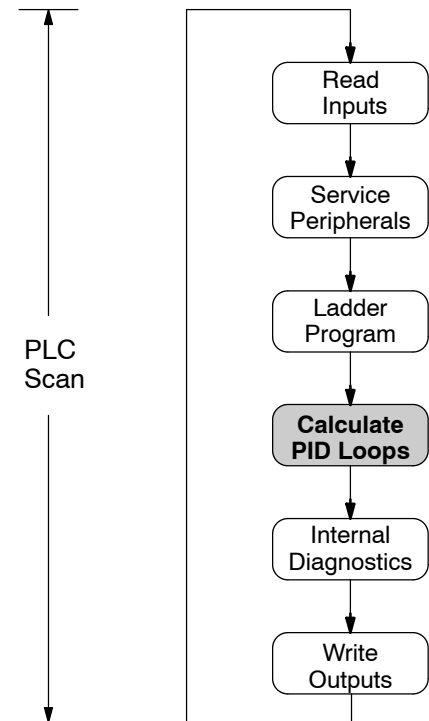 Read
Inputs
Service
Peripherals
Ladder
Program
PLC
Scan
Calculate
PID Loops
Internal
Diagnostics
Write
Outputs